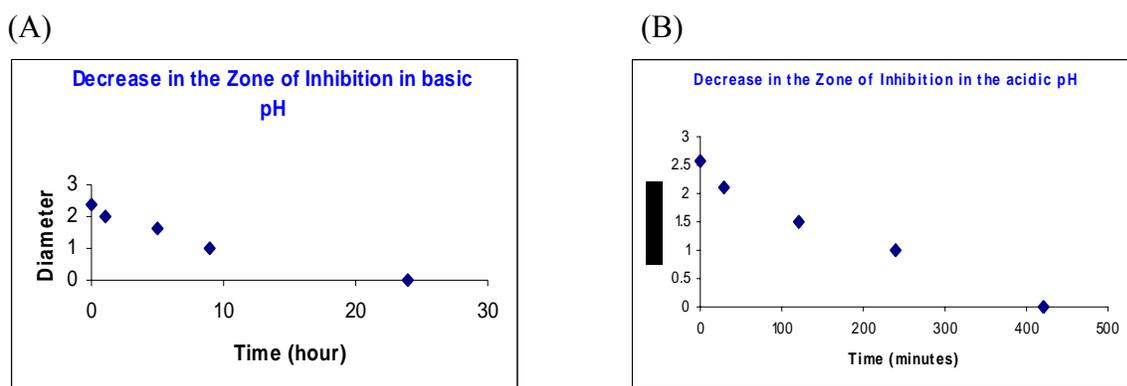 (A)
(B)
Decrease in the Zone of Inhibition in basic
pH
3
2
1
0
Diameter
0
10
20
30
Time (hour)
Decrease in the Zone of Inhibition in the acidic pH
3
2.5
2
1.5
1
0.5
0
0
100
200
300
400
500
Time (minutes)